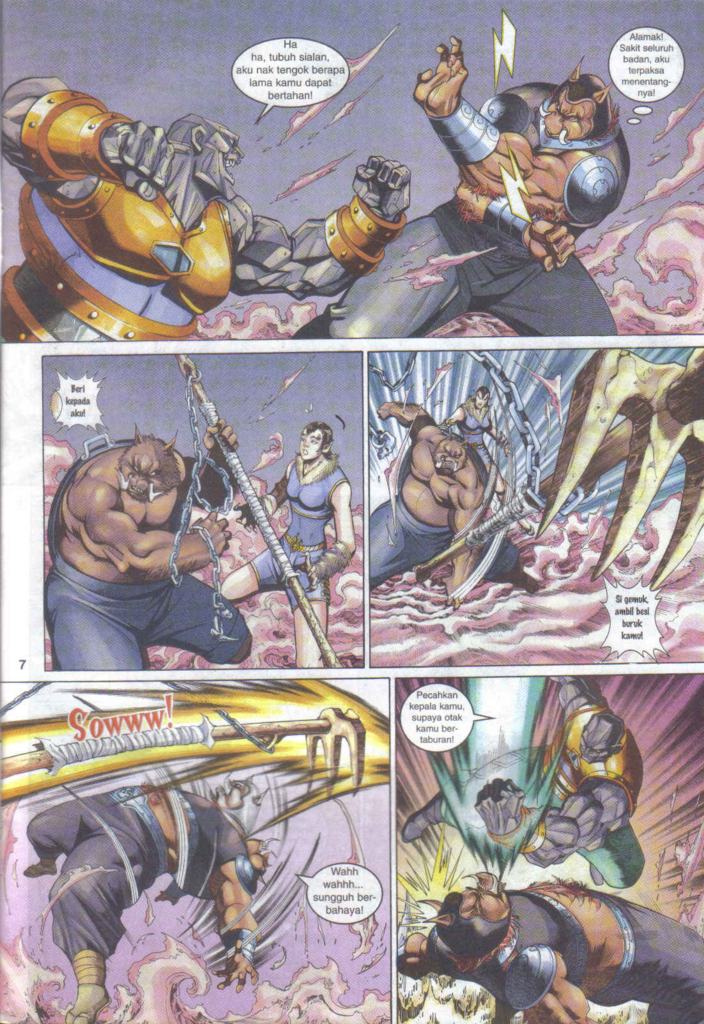 Ha
ha, tubuh sialan,
aku nak tengok berapa
lama kamu dapat
bertahan!
Alamak!
Sakit seluruh
badan, aku
terpaksa
menentang-
nya!
Beri
kepada
aku!
Si gemuk,
ambil besi
buruk
kamu!
7
Sowww!
Wahh
wahhh...
sungguh ber-
bahaya!
Pecahkan
kepala kamu,
supaya otak
kamu ber-
taburan!